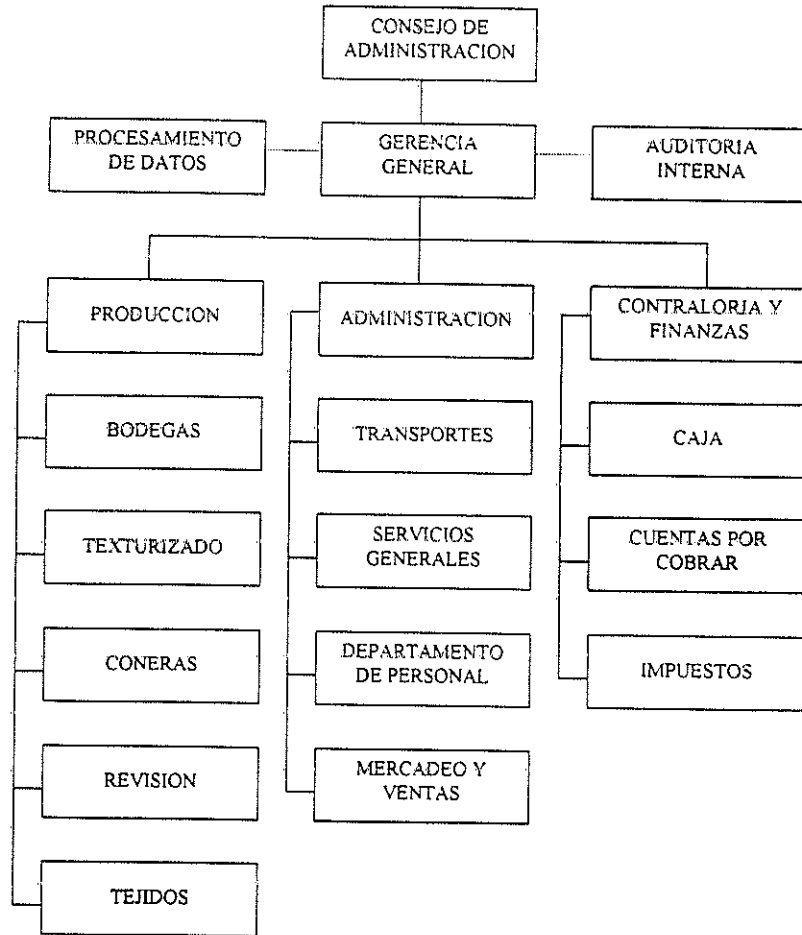 CONSEJO DE
ADMINISTRACION
PROCESAMIENTO
DE DATOS
GERENCIA
GENERAL
AUDITORIA
INTERNA
PRODUCCION
ADMINISTRACION
CONTRALORIA Y
FINANZAS
BODEGAS
TRANSPORTES
CAJA
TEXTURIZADO
SERVICIOS
GENERALES
CUENTAS POR
COBRAR
CONERAS
DEPARTAMENTO
DE PERSONAL
IMPUESTOS
REVISION
MERCADEO Y
VENTAS
TEJIDOS